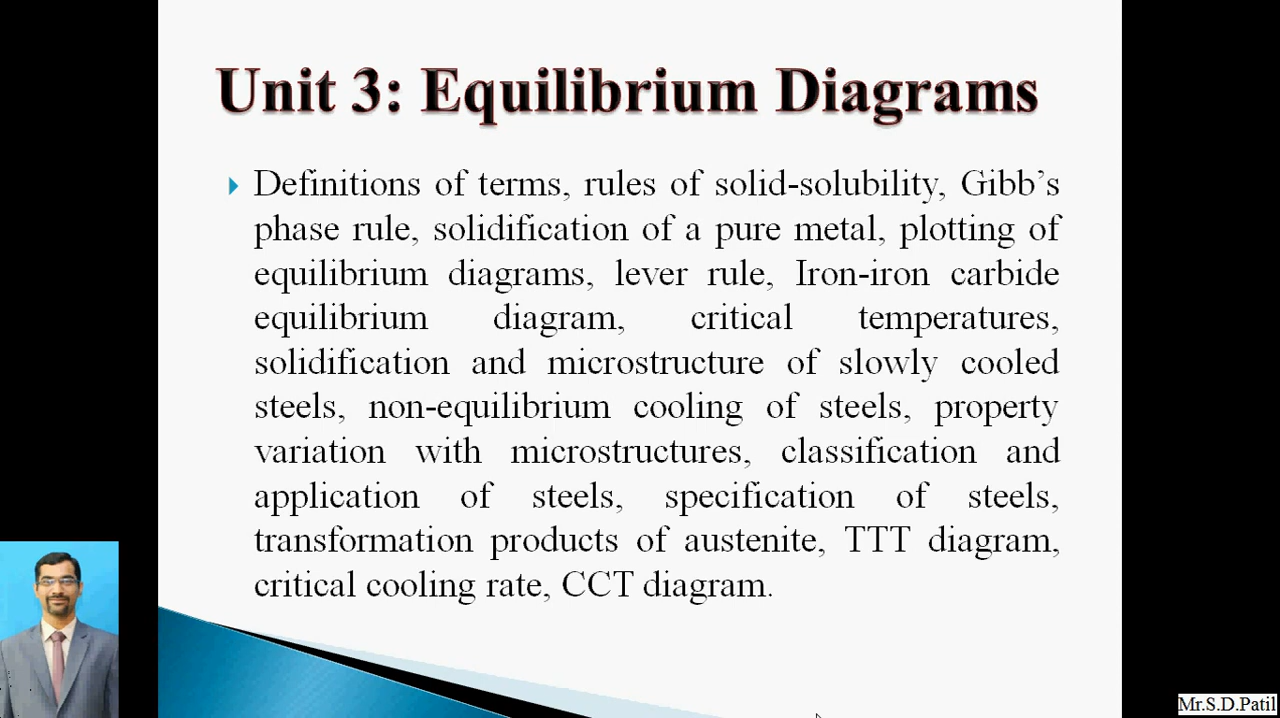 Unit 3: Equilibrium Diagrams
Definitions of terms, rules of solid-solubility, Gibb’s
phase rule, solidification of a pure metal, plotting of
equilibrium diagrams, lever rule, Iron-iron carbide
equilibrium diagram, critical temperatures,
solidification and microstructure of slowly cooled
steels, non-equilibrium cooling of steels, property
variation with microstructures, classification and
application of steels, specification of steels,
transformation products of austenite, TTT diagram,
critical cooling rate, CCT diagram.
Mr.S.D.Patil